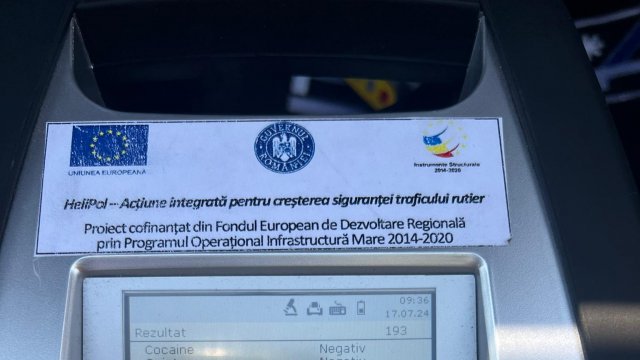 UNIUNEA EUROPEANĂ
GUVERNUL ROMÂNIEI
Instrumente Structurale
2014-2020
HeliPol – Acțiune integrată pentru creșterea siguranței traficului rutier
Proiect cofinanțat din Fondul European de Dezvoltare Regională
prin Programul Operațional Infrastructură Mare 2014-2020
09:36
17.07.24
Rezultat 193
Cocaine Negativ